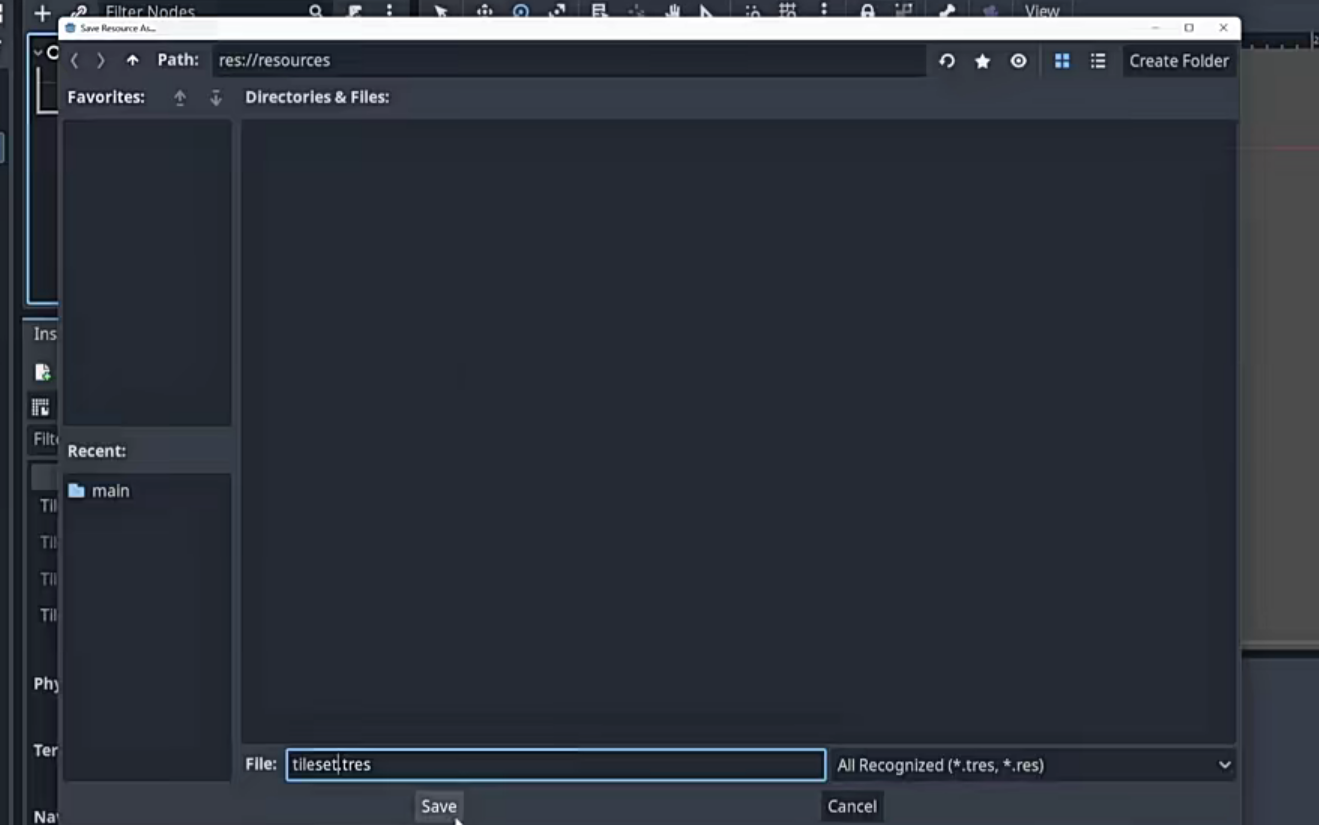 Filter Nodes
View
Save Resource As...
Path: res://resources
Create Folder
Favorites:
Directories & Files:
Ins
Recent:
Filt
main
Til
Til
Til
Til
Phy
Ter
File: tileset.tres
All Recognized (*.tres, *.res)
Save
Cancel
Na